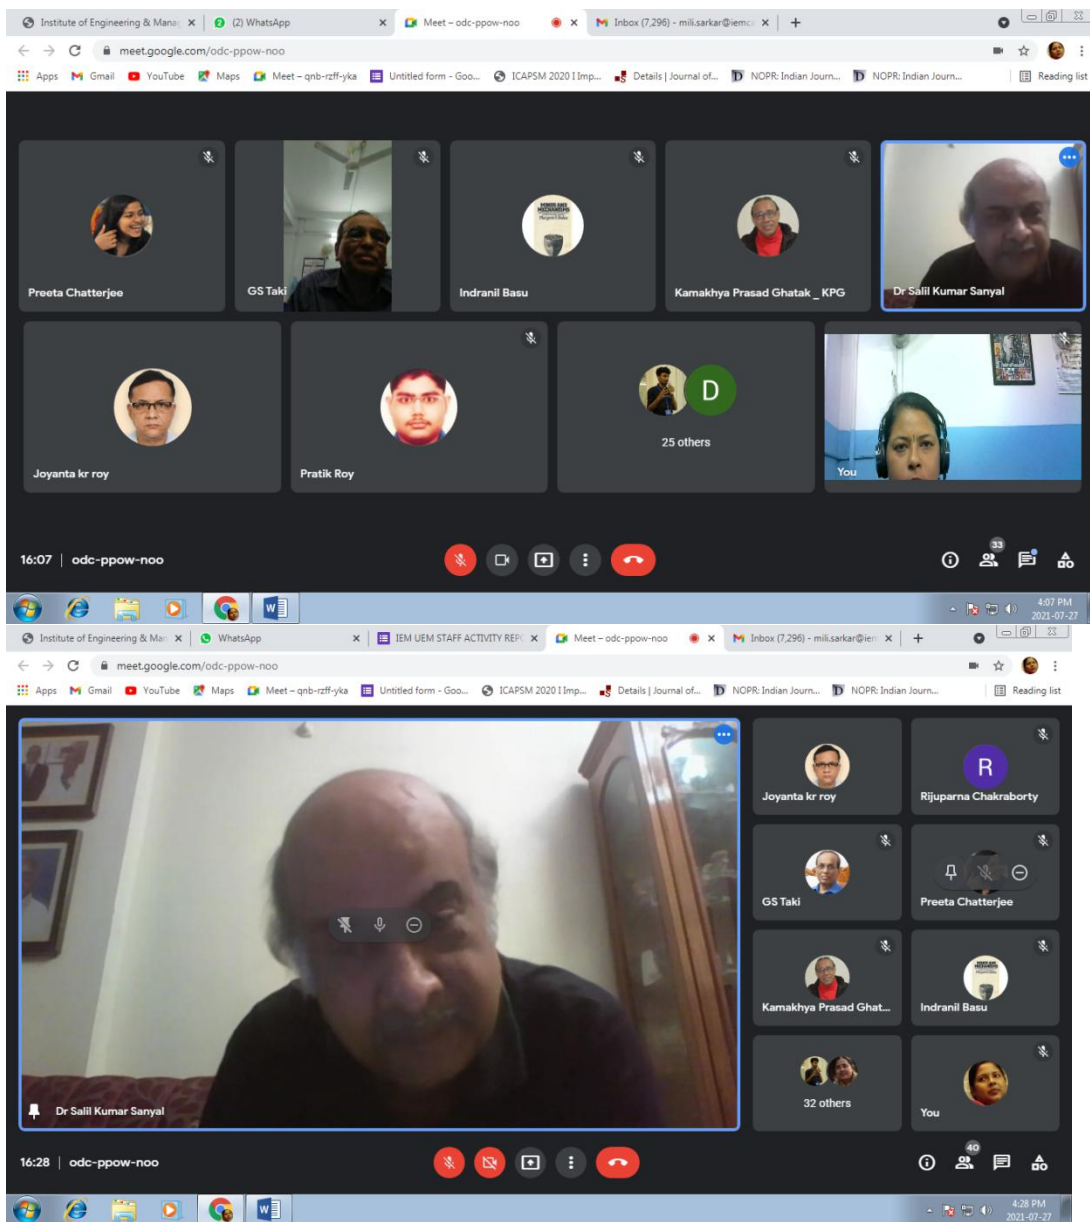 Institute of Engineering & Manag
(2) WhatsApp
Meet – odc-ppow-noo
Inbox (7,296) - mili.sarkar@iemc
meet.google.com/odc-ppow-noo
Apps
Gmail
YouTube
Maps
Meet – qnb-rzff-yka
Untitled form - Goo...
ICAPSM 2020 I Imp...
Details | Journal of...
NOPR: Indian Journ...
NOPR: Indian Journ...
Reading list
Preeta Chatterjee
GS Taki
Indranil Basu
Kamakhya Prasad Ghatak _ KPG
Dr Salil Kumar Sanyal
Joyanta kr roy
Pratik Roy
D
25 others
You
16:07 | odc-ppow-noo
33
4:07 PM
2021-07-27
Institute of Engineering & Man
WhatsApp
IEM UEM STAFF ACTIVITY REPO
Meet – odc-ppow-noo
Inbox (7,296) - mili.sarkar@iem
meet.google.com/odc-ppow-noo
Apps
Gmail
YouTube
Maps
Meet – qnb-rzff-yka
Untitled form - Goo...
ICAPSM 2020 I Imp...
Details | Journal of...
NOPR: Indian Journ...
NOPR: Indian Journ...
Reading list
Dr Salil Kumar Sanyal
Joyanta kr roy
R
Rijuparna Chakraborty
GS Taki
Preeta Chatterjee
Kamakhya Prasad Ghat...
Indranil Basu
32 others
You
16:28 | odc-ppow-noo
40
4:28 PM
2021-07-27